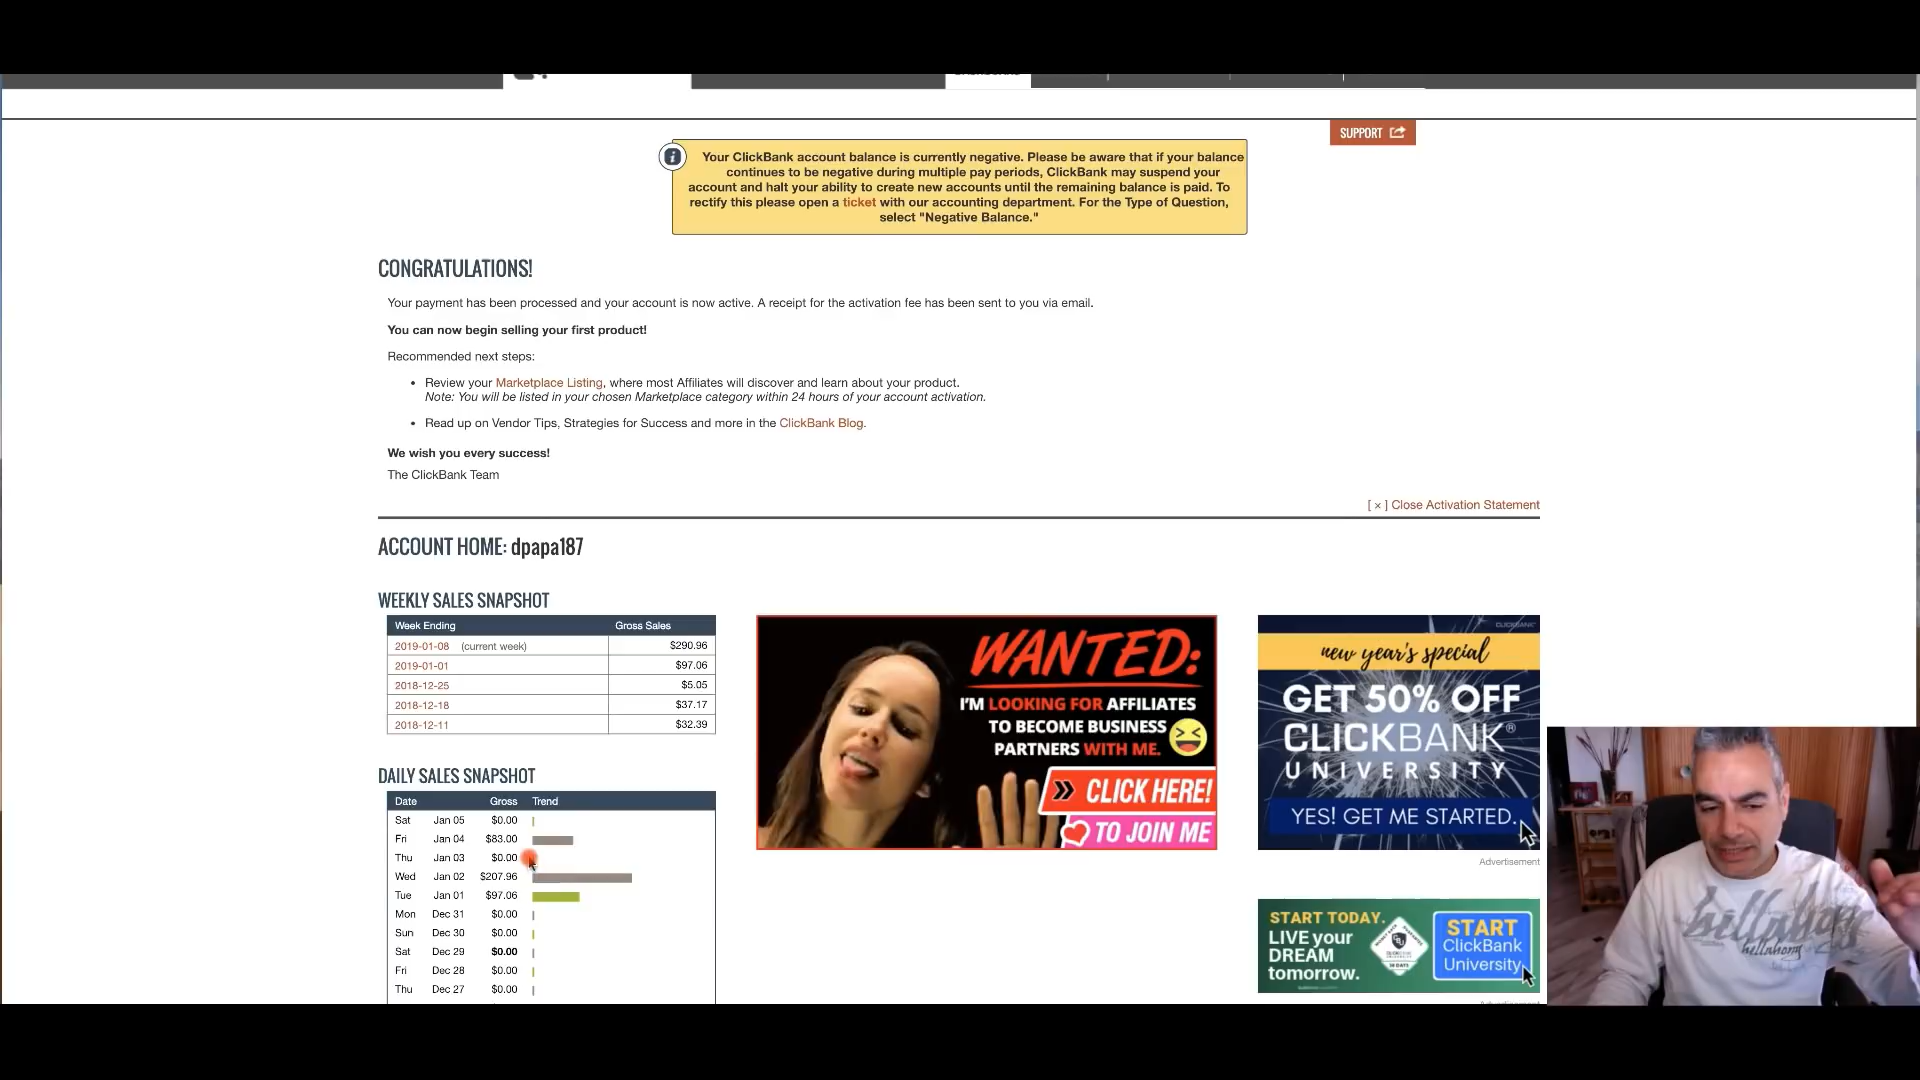 SUPPORT
Your ClickBank account balance is currently negative. Please be aware that if your balance
continues to be negative during multiple pay periods, ClickBank may suspend your
account and halt your ability to create new accounts until the remaining balance is paid. To
rectify this please open a ticket with our accounting department. For the Type of Question,
select "Negative Balance."
CONGRATULATIONS!
Your payment has been processed and your account is now active. A receipt for the activation fee has been sent to you via email.
You can now begin selling your first product!
Recommended next steps:
• Review your Marketplace Listing, where most Affiliates will discover and learn about your product.
Note: You will be listed in your chosen Marketplace category within 24 hours of your account activation.
• Read up on Vendor Tips, Strategies for Success and more in the ClickBank Blog.
We wish you every success!
The ClickBank Team
[ × ] Close Activation Statement
ACCOUNT HOME: dpapa187
WEEKLY SALES SNAPSHOT
Week Ending Gross Sales
2019-01-08 (current week) $290.96
2019-01-01 $97.06
2018-12-25 $5.05
2018-12-18 $37.17
2018-12-11 $32.39
DAILY SALES SNAPSHOT
Date Gross Trend
Sat Jan 05 $0.00
Fri Jan 04 $83.00
Thu Jan 03 $0.00
Wed Jan 02 $207.96
Tue Jan 01 $97.06
Mon Dec 31 $0.00
Sun Dec 30 $0.00
Sat Dec 29 $0.00
Fri Dec 28 $0.00
Thu Dec 27 $0.00
WANTED:
I'M LOOKING FOR AFFILIATES
TO BECOME BUSINESS
PARTNERS WITH ME.
CLICK HERE!
TO JOIN ME
CLICKBANK
new year's special
GET 50% OFF
CLICKBANK®
UNIVERSITY
YES! GET ME STARTED.
Advertisement
START TODAY.
LIVE your
DREAM
tomorrow.
START
ClickBank
University
hellahong